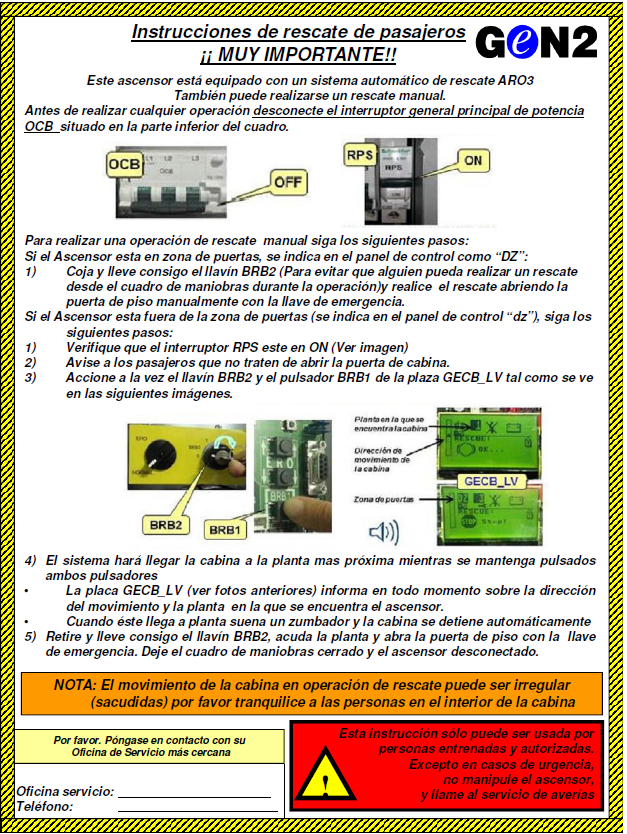 Instrucciones de rescate de pasajeros
¡¡ MUY IMPORTANTE!!
GeN2
Este ascensor está equipado con un sistema automático de rescate ARO3
También puede realizarse un rescate manual.
Antes de realizar cualquier operación desconecte el interruptor general principal de potencia
OCB situado en la parte inferior del cuadro.
OCB
L1 L2 L3
OCB
OFF
RPS
RPS
ON
Para realizar una operación de rescate manual siga los siguientes pasos:
Si el Ascensor esta en zona de puertas, se indica en el panel de control como “DZ”:
1) Coja y lleve consigo el llavín BRB2 (Para evitar que alguien pueda realizar un rescate
desde el cuadro de maniobras durante la operación)y realice el rescate abriendo la
puerta de piso manualmente con la llave de emergencia.
Si el Ascensor esta fuera de la zona de puertas (se indica en el panel de control “dz”), siga los
siguientes pasos:
1) Verifique que el interruptor RPS este en ON (Ver imagen)
2) Avise a los pasajeros que no traten de abrir la puerta de cabina.
3) Accione a la vez el llavín BRB2 y el pulsador BRB1 de la plaza GECB_LV tal como se ve
en las siguientes imágenes.
ERO
NORMAL
BRB2
BRB1
Planta en la que se
encuentra la cabina
Dirección de
movimiento de
la cabina
RESCUE:
OK...
GECB_LV
Zona de puertas
RESCUE:
STOP Stop!
4) El sistema hará llegar la cabina a la planta mas próxima mientras se mantenga pulsados
ambos pulsadores
• La placa GECB_LV (ver fotos anteriores) informa en todo momento sobre la dirección
del movimiento y la planta en la que se encuentra el ascensor.
• Cuando éste llega a planta suena un zumbador y la cabina se detiene automáticamente
5) Retire y lleve consigo el llavín BRB2, acuda la planta y abra la puerta de piso con la llave
de emergencia. Deje el cuadro de maniobras cerrado y el ascensor desconectado.
NOTA: El movimiento de la cabina en operación de rescate puede ser irregular
(sacudidas) por favor tranquilice a las personas en el interior de la cabina
Por favor. Póngase en contacto con su
Oficina de Servicio más cercana
Oficina servicio:
Teléfono:
!
Esta instrucción sólo puede ser usada por
personas entrenadas y autorizadas.
Excepto en casos de urgencia,
no manipule el ascensor,
y llame al servicio de averías